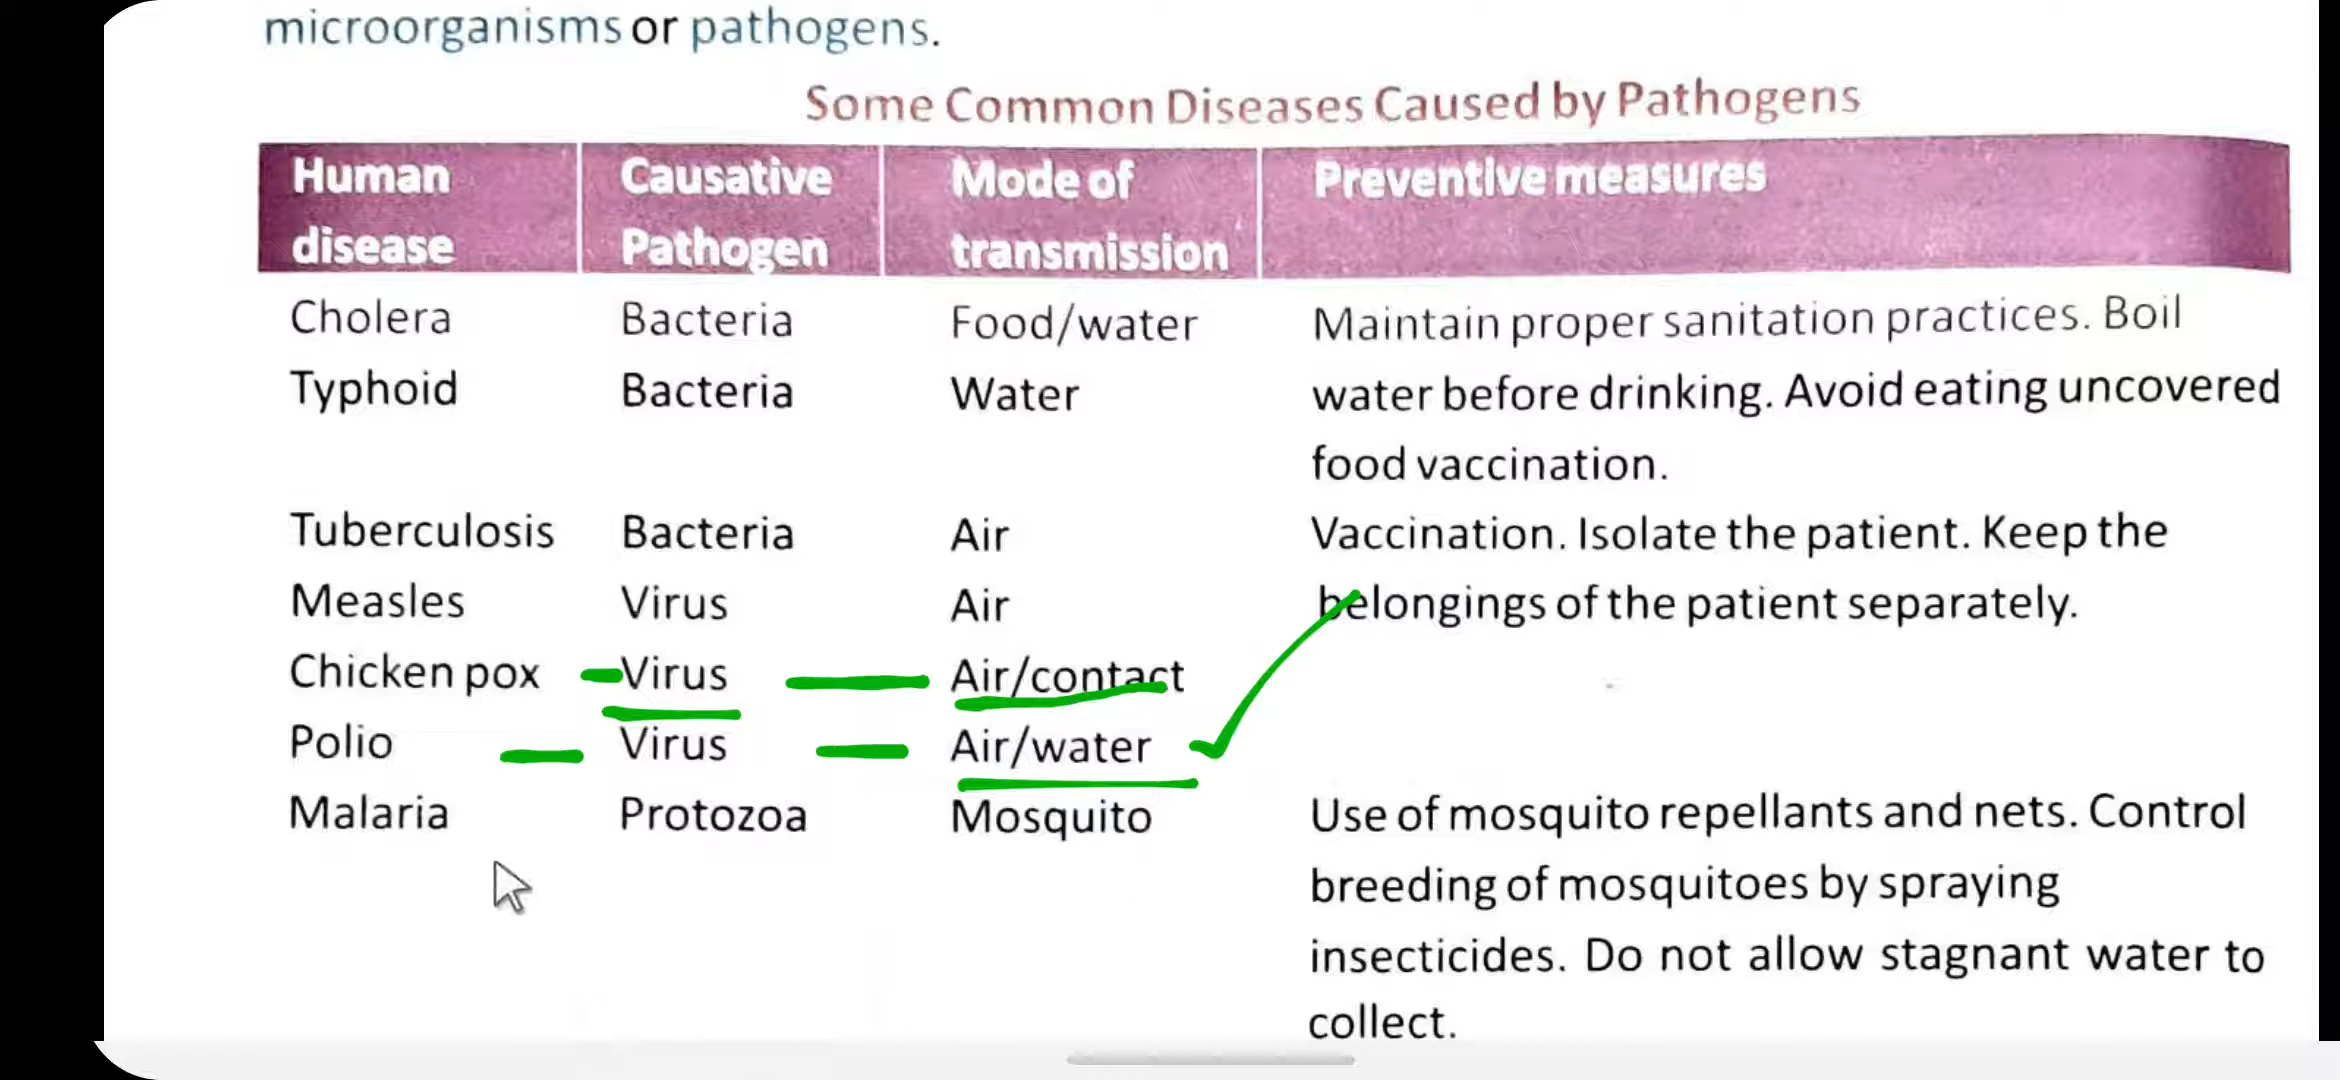 microorganisms or pathogens.
Some Common Diseases Caused by Pathogens
Human disease Causative Pathogen Mode of transmission Preventive measures
Cholera Bacteria Food/water Maintain proper sanitation practices. Boil
Typhoid Bacteria Water water before drinking. Avoid eating uncovered
food vaccination.
Tuberculosis Bacteria Air Vaccination. Isolate the patient. Keep the
Measles Virus Air belongings of the patient separately.
Chicken pox Virus Air/contact
Polio Virus Air/water
Malaria Protozoa Mosquito Use of mosquito repellants and nets. Control
breeding of mosquitoes by spraying
insecticides. Do not allow stagnant water to
collect.